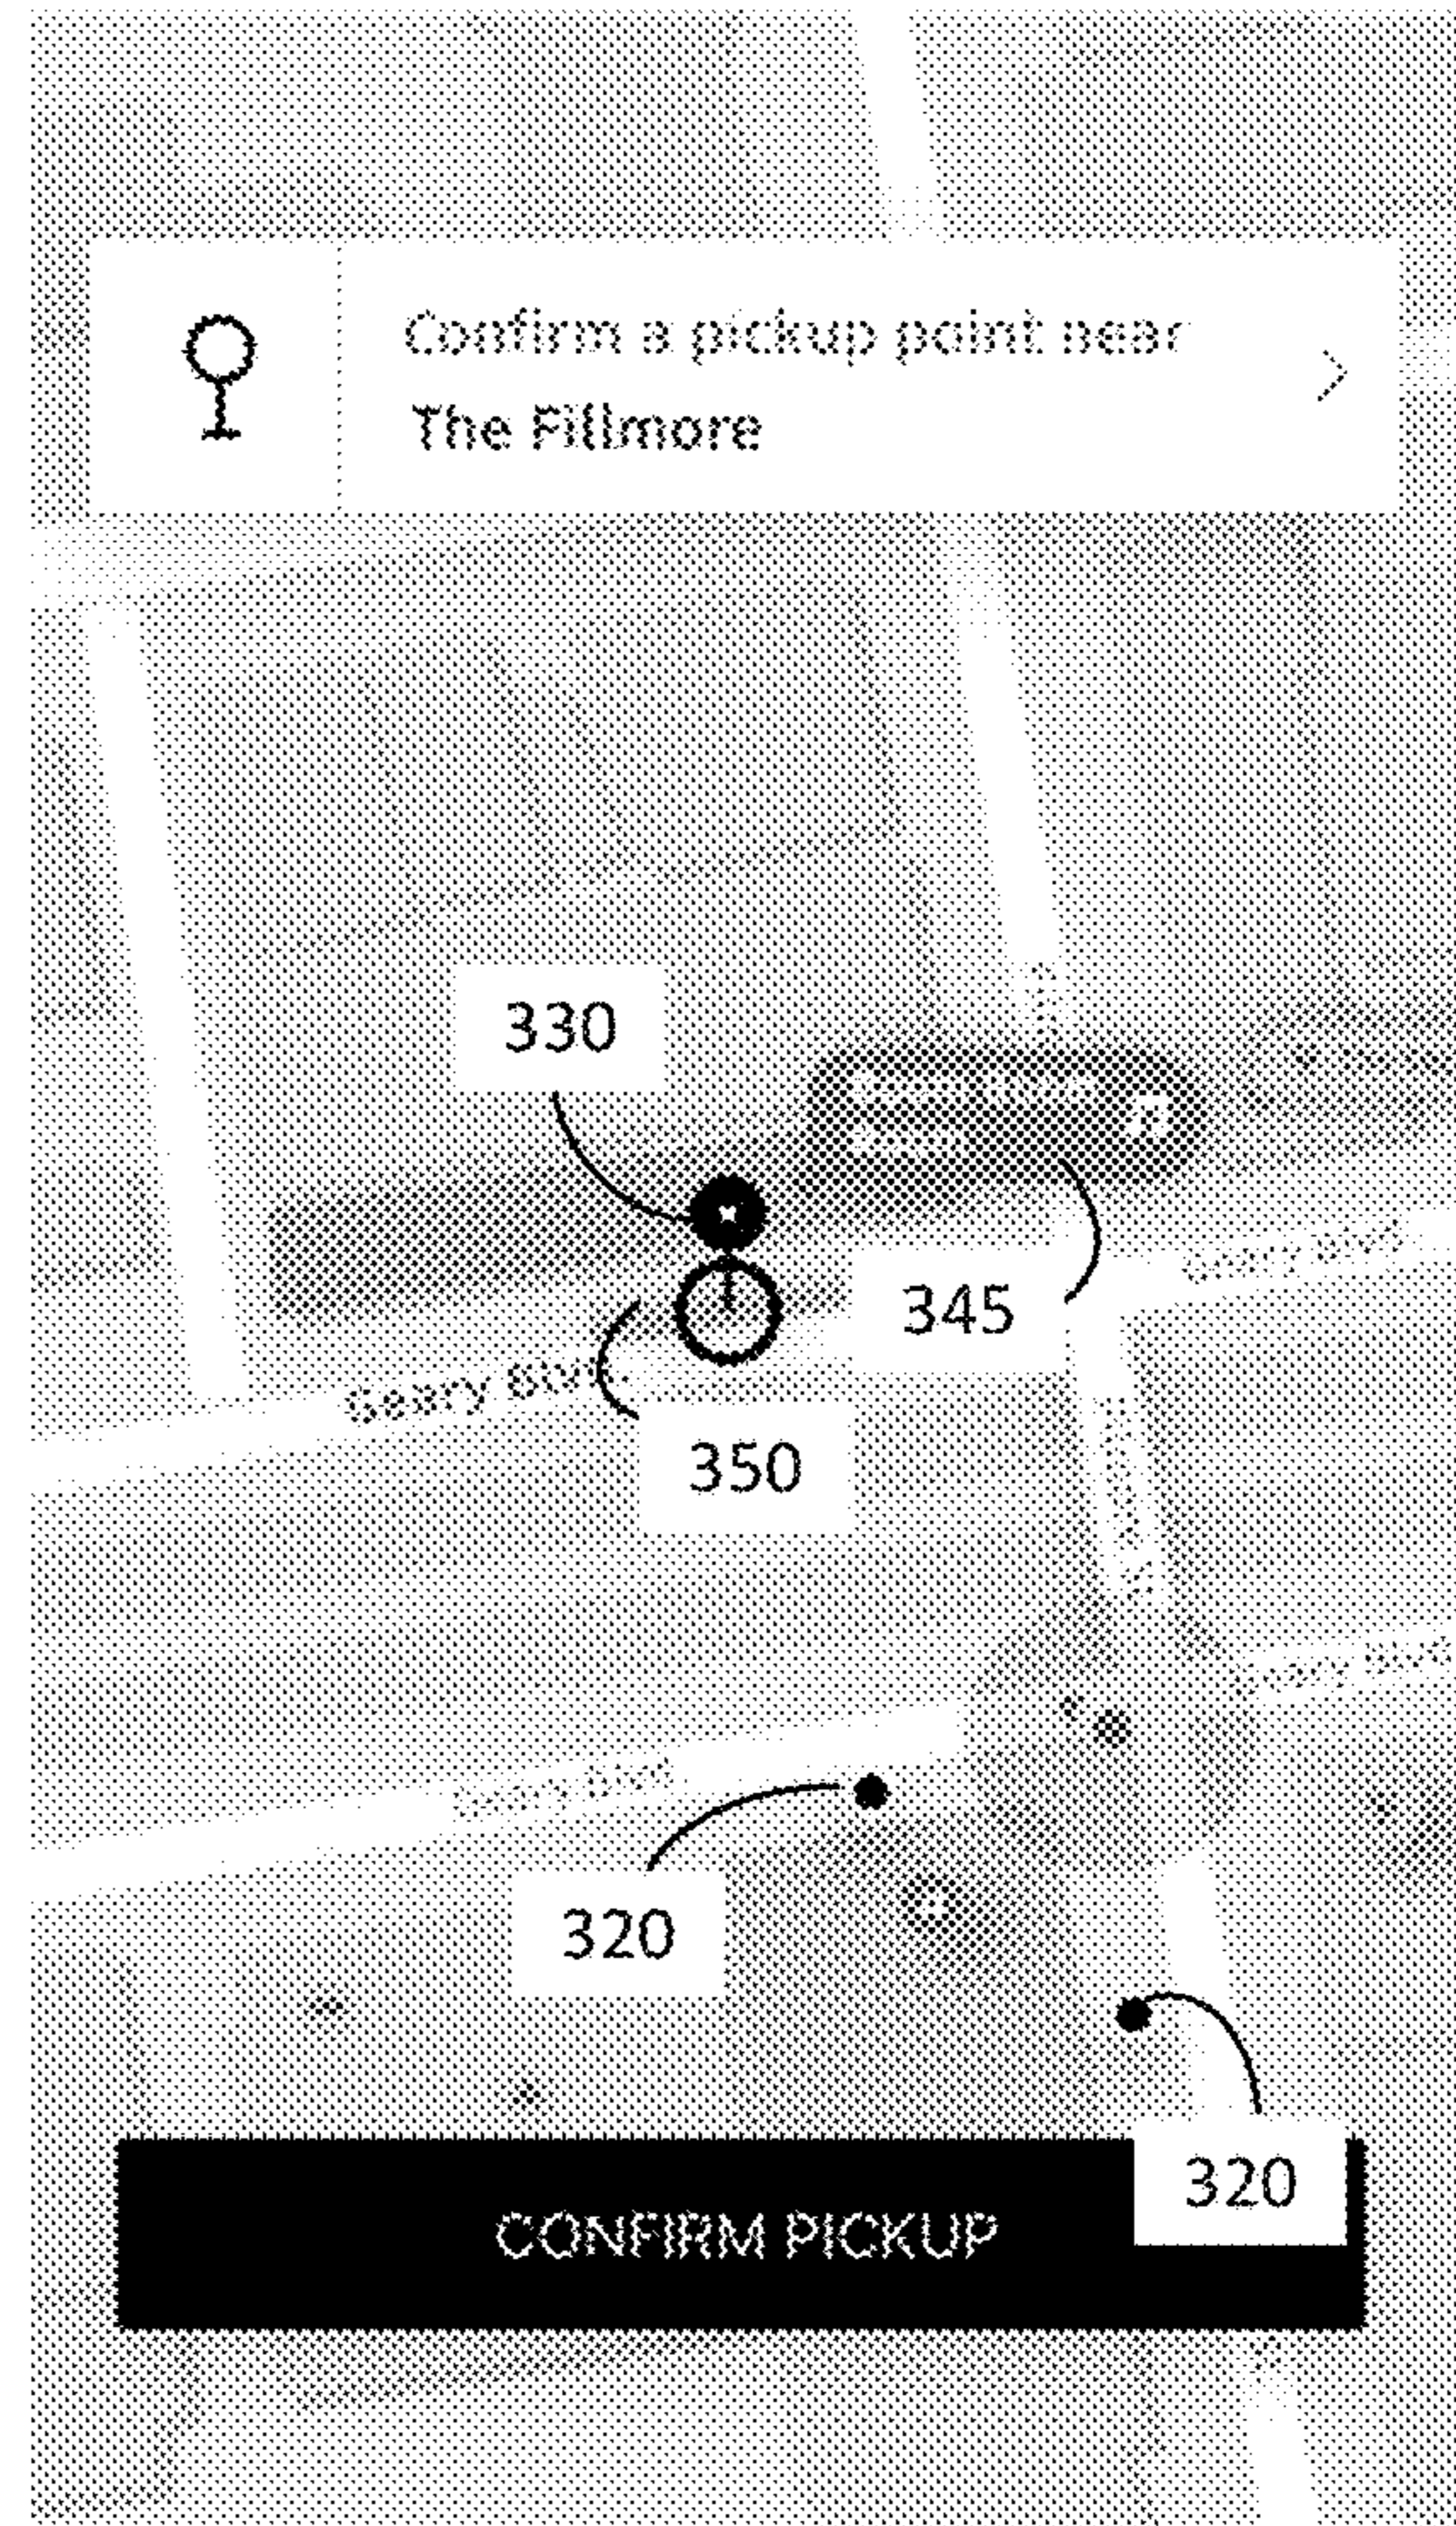 Confirm a pickup point near
The Fillmore
330
345
Geary Blvd.
350
320
320
CONFIRM PICKUP